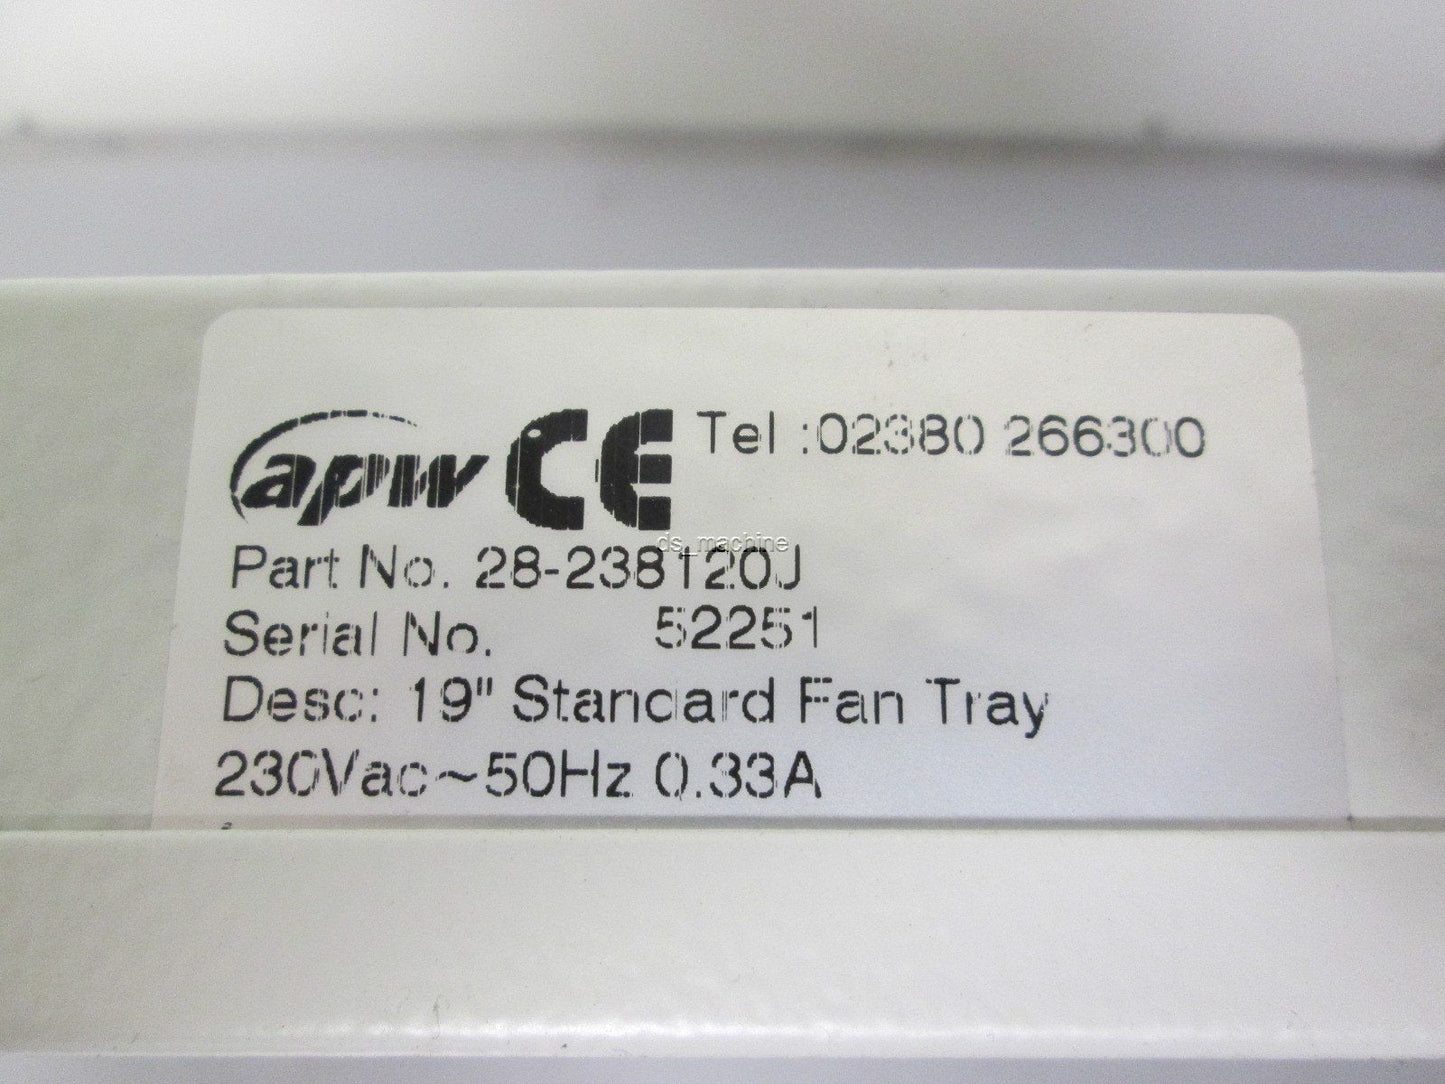 apw CE Tel :02380 266300
ds_machine
Part No. 28-238120J
Serial No. 52251
Desc: 19" Standard Fan Tray
230Vac~50Hz 0.33A